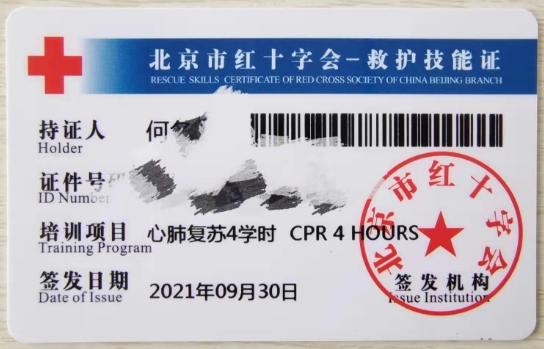 北京市红十字会-救护技能证
RESCUE SKILLS CERTIFICATE OF RED CROSS SOCIETY OF CHINA BEIJING BRANCH
持证人 何
Holder
证件号
ID Number
培训项目 心肺复苏4学时 CPR 4 HOURS
Training Program
签发日期 2021年09月30日
Date of Issue
北京市红十字会
签发机构
Issue Institution